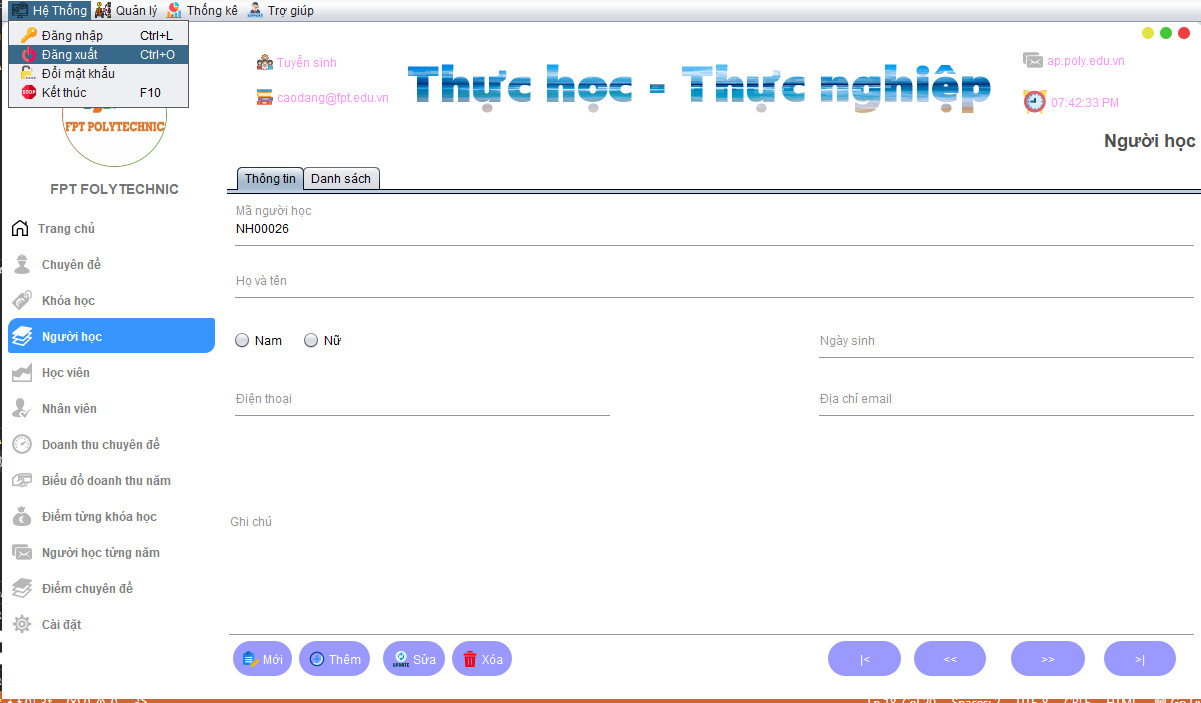 Hệ Thống Quản lý Thống kê Trợ giúp
Đăng nhập Ctrl+L
Đăng xuất Ctrl+O
Đổi mật khẩu
STOP Kết thúc F10
FPT POLYTECHNIC
FPT FOLYTECHNIC
Tuyển sinh
caodang@fpt.edu.vn
Thực học - Thực nghiệp
ap.poly.edu.vn
07:42:33 PM
Người học
Trang chủ
Chuyên đề
Khóa học
Người học
Học viên
Nhân viên
Doanh thu chuyên đề
Biểu đồ doanh thu năm
Điểm từng khóa học
Người học từng năm
Điểm chuyên đề
Cài đặt
Thông tin Danh sách
Mã người học
NH00026
Họ và tên
Nam Nữ Ngày sinh
Điện thoại Địa chỉ email
Ghi chú
Mới Thêm UPDATE Sửa Xóa |< << >> >|